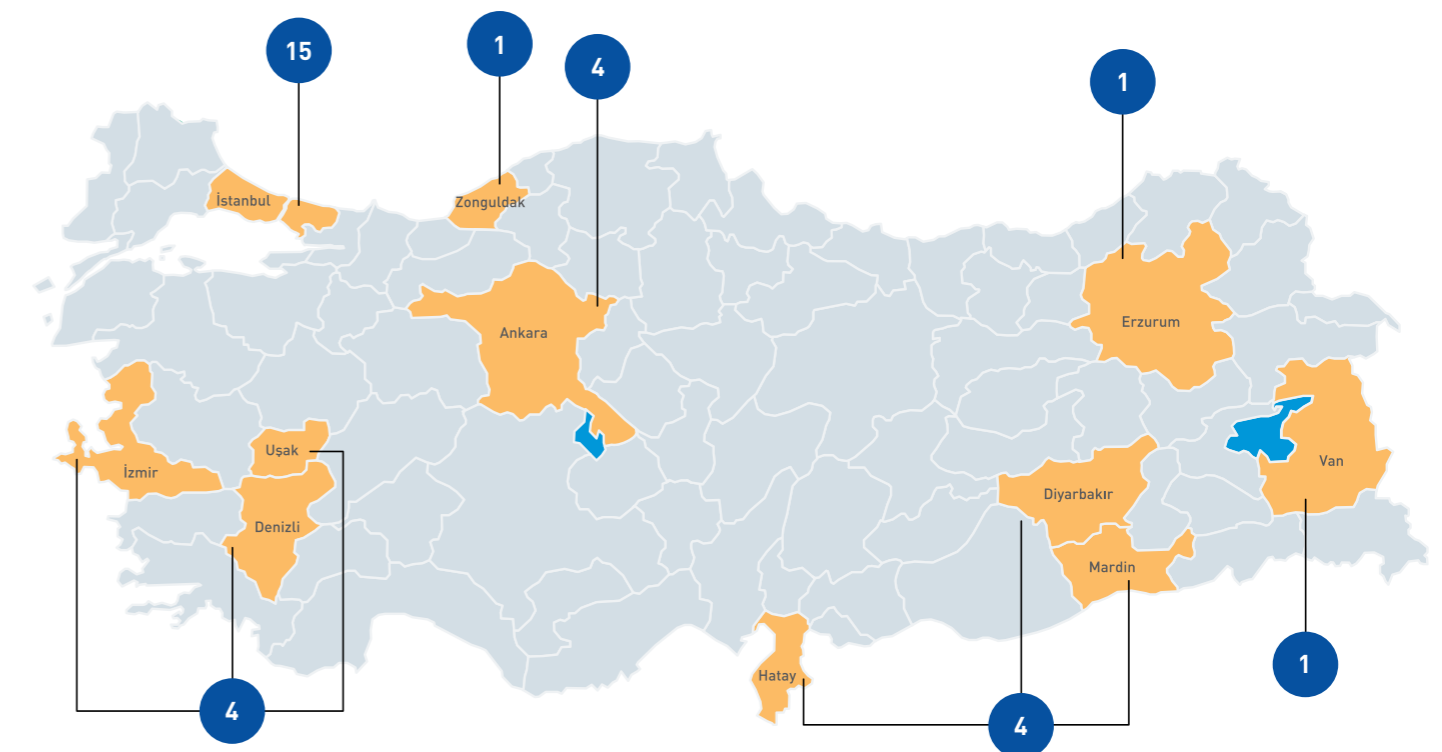 15
1
4
1
İstanbul
Zonguldak
Ankara
Erzurum
Uşak
İzmir
Van
Denizli
Diyarbakır
Mardin
Hatay
1
4
4